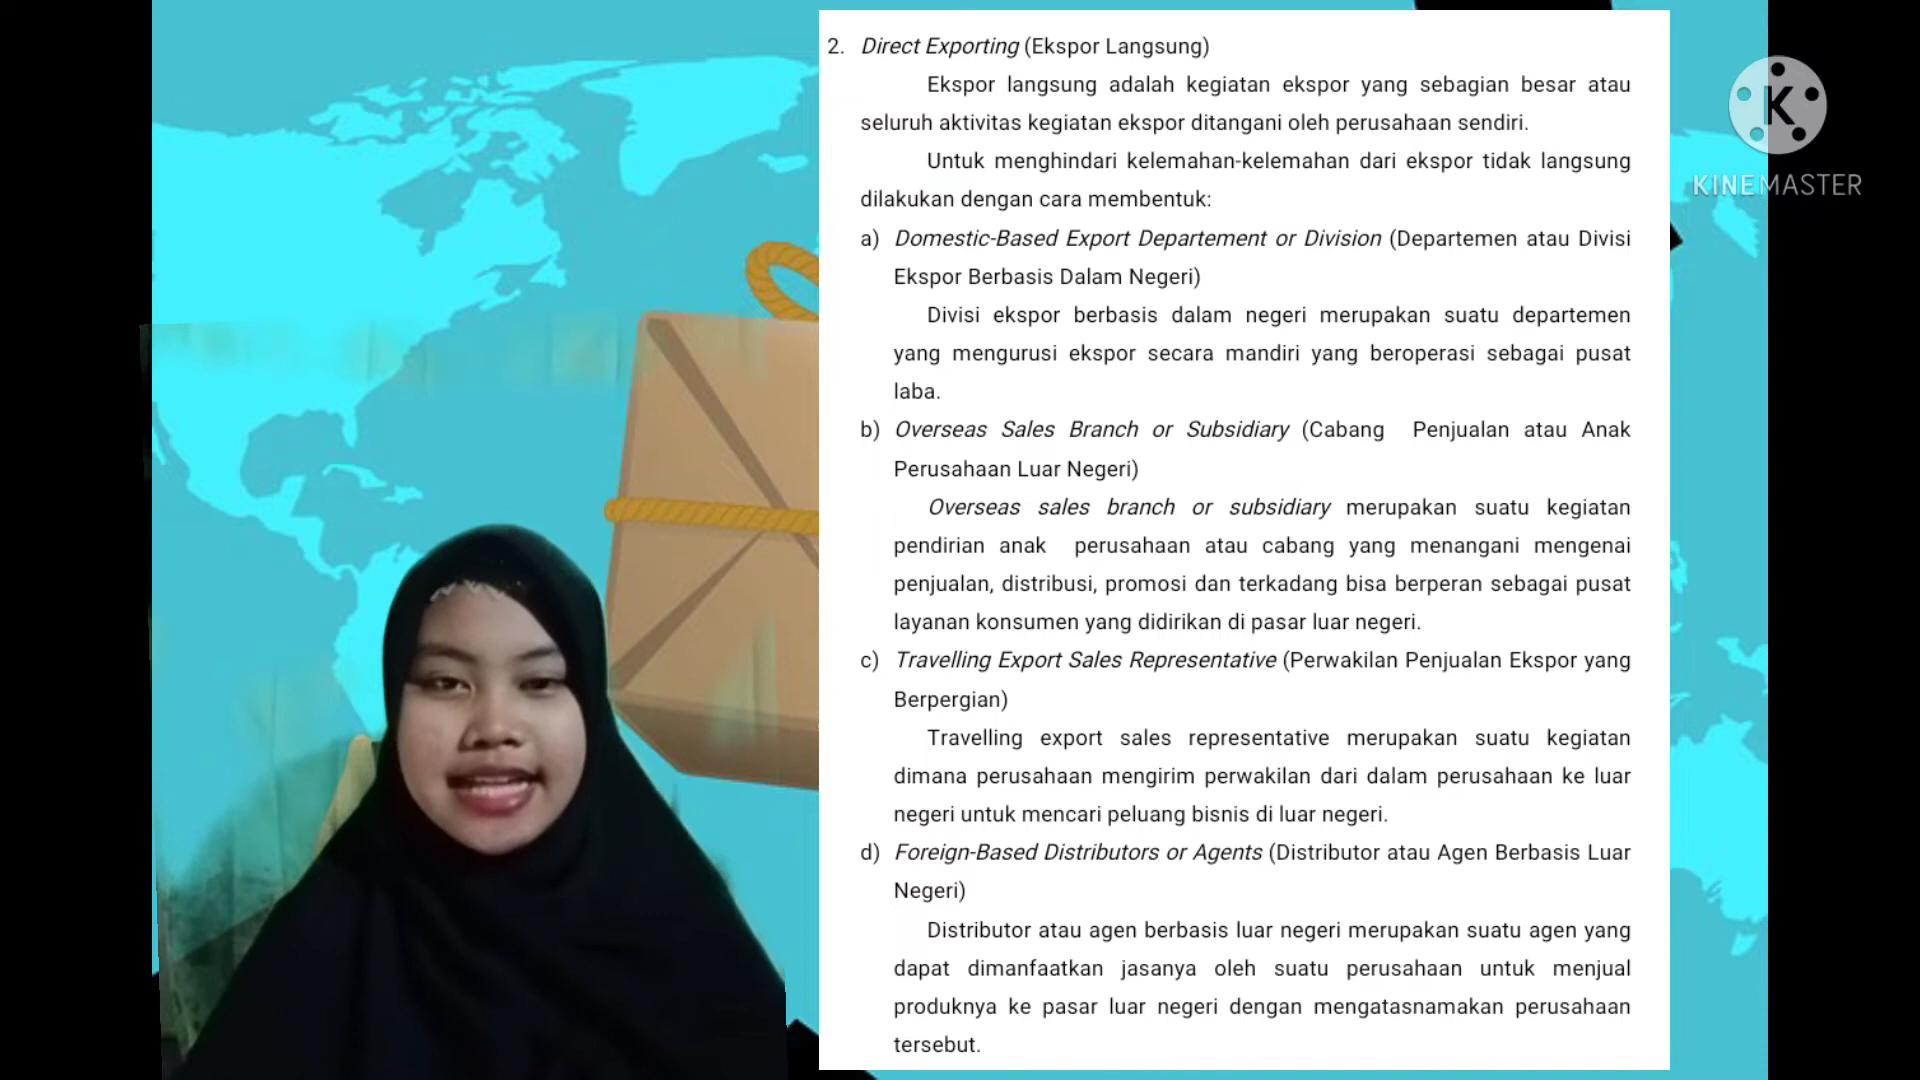 2. Direct Exporting (Ekspor Langsung)
Ekspor langsung adalah kegiatan ekspor yang sebagian besar atau
seluruh aktivitas kegiatan ekspor ditangani oleh perusahaan sendiri.
Untuk menghindari kelemahan-kelemahan dari ekspor tidak langsung
dilakukan dengan cara membentuk:
a) Domestic-Based Export Departement or Division (Departemen atau Divisi
Ekspor Berbasis Dalam Negeri)
Divisi ekspor berbasis dalam negeri merupakan suatu departemen
yang mengurusi ekspor secara mandiri yang beroperasi sebagai pusat
laba.
b) Overseas Sales Branch or Subsidiary (Cabang Penjualan atau Anak
Perusahaan Luar Negeri)
Overseas sales branch or subsidiary merupakan suatu kegiatan
pendirian anak perusahaan atau cabang yang menangani mengenai
penjualan, distribusi, promosi dan terkadang bisa berperan sebagai pusat
layanan konsumen yang didirikan di pasar luar negeri.
c) Travelling Export Sales Representative (Perwakilan Penjualan Ekspor yang
Berpergian)
Travelling export sales representative merupakan suatu kegiatan
dimana perusahaan mengirim perwakilan dari dalam perusahaan ke luar
negeri untuk mencari peluang bisnis di luar negeri.
d) Foreign-Based Distributors or Agents (Distributor atau Agen Berbasis Luar
Negeri)
Distributor atau agen berbasis luar negeri merupakan suatu agen yang
dapat dimanfaatkan jasanya oleh suatu perusahaan untuk menjual
produknya ke pasar luar negeri dengan mengatasnamakan perusahaan
tersebut.
K
KINEMASTER